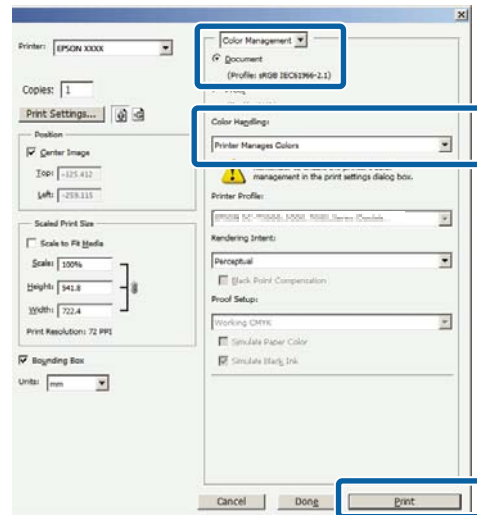 Printer: EPSON XXXX
Copies: 1
Print Settings...
Position
Center Image
Top: -125.412
Left: -259.115
Scaled Print Size
Scale to Fit Media
Scale: 100%
Height: 541.8
Width: 722.4
Print Resolution: 72 PPI
Bounding Box
Units: mm
Color Management
Document
(Profile: sRGB IEC61966-2.1)
Color Handling:
Printer Manages Colors
management in the print settings dialog box.
Printer Profile:
Rendering Intent:
Perceptual
Black Point Compensation
Proof Setup:
Working CMYK
Simulate Paper Color
Simulate Black Ink
Cancel
Done
Print